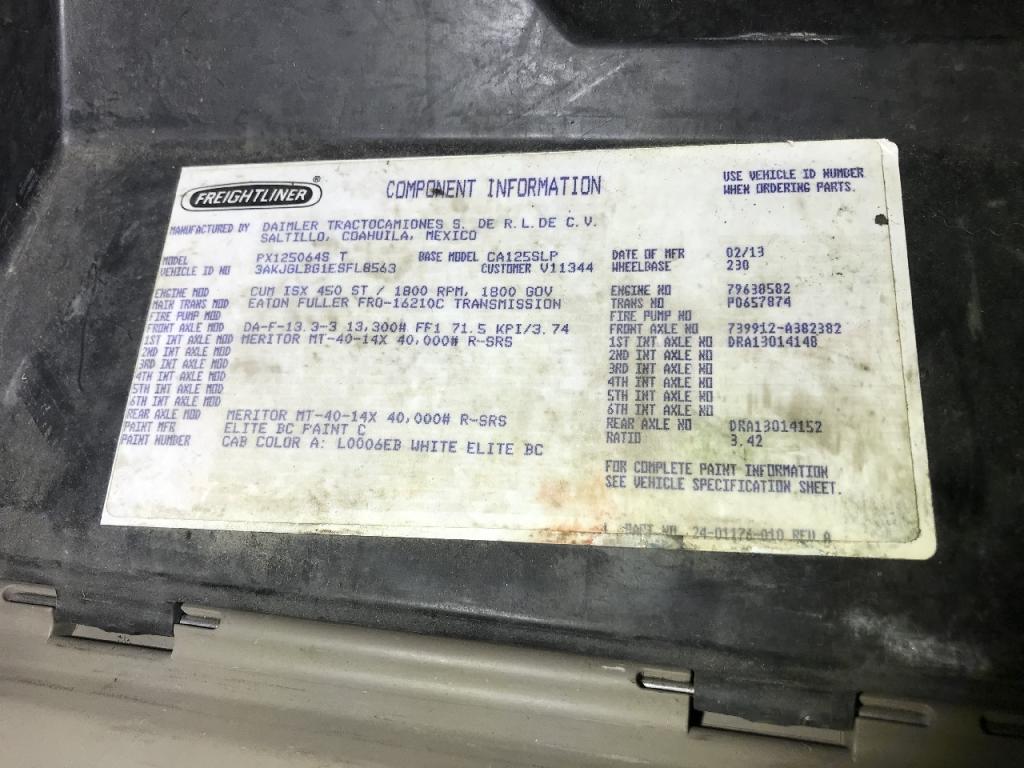 FREIGHTLINER ®
COMPONENT INFORMATION
USE VEHICLE ID NUMBER
WHEN ORDERING PARTS.
MANUFACTURED BY DAIMLER TRACTOCAMIONES S. DE R.L.DE C.V.
SALTILLO, COAHUILA, MEXICO
MODEL PX125064S T BASE MODEL CA125SLP DATE OF MFR 02/13
VEHICLE ID NO 3AKJGLBG1ESFL8563 CUSTOMER V11344 WHEELBASE 230
ENGINE MOD CUM ISX 450 ST / 1800 RPM, 1800 GOV ENGINE NO 79638582
MAIN TRANS MOD EATON FULLER FRO-16210C TRANSMISSION TRANS NO P0657874
FIRE PUMP MOD FIRE PUMP NO
FRONT AXLE MOD DA-F-13.3-3 13,300# FF1 71.5 KPI/3.74 FRONT AXLE NO 739912-A382382
1ST INT AXLE MOD MERITOR MT-40-14X 40,000# R-SRS 1ST INT AXLE NO DRA13014148
2ND INT AXLE MOD 2ND INT AXLE NO
3RD INT AXLE MOD 3RD INT AXLE NO
4TH INT AXLE MOD 4TH INT AXLE NO
5TH INT AXLE MOD 5TH INT AXLE NO
6TH INT AXLE MOD 6TH INT AXLE NO
REAR AXLE MOD MERITOR MT-40-14X 40,000# R-SRS REAR AXLE NO DRA13014152
PAINT MFR ELITE BC PAINT C RATIO 3.42
PAINT NUMBER CAB COLOR A: L0006EB WHITE ELITE BC
FOR COMPLETE PAINT INFORMATION
SEE VEHICLE SPECIFICATION SHEET.
PART NO. 24-01176-010 REV A